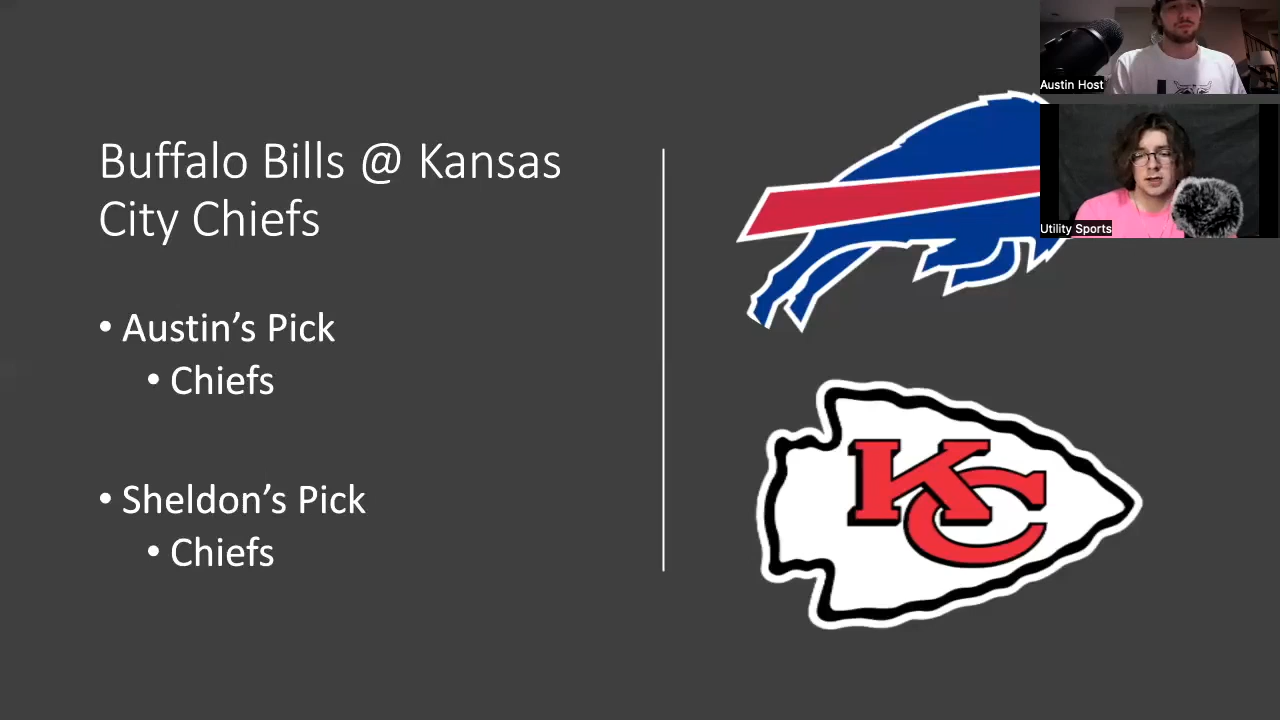 Buffalo Bills @ Kansas
City Chiefs
• Austin’s Pick
• Chiefs
• Sheldon’s Pick
• Chiefs
Austin Host
Utility Sports
KC